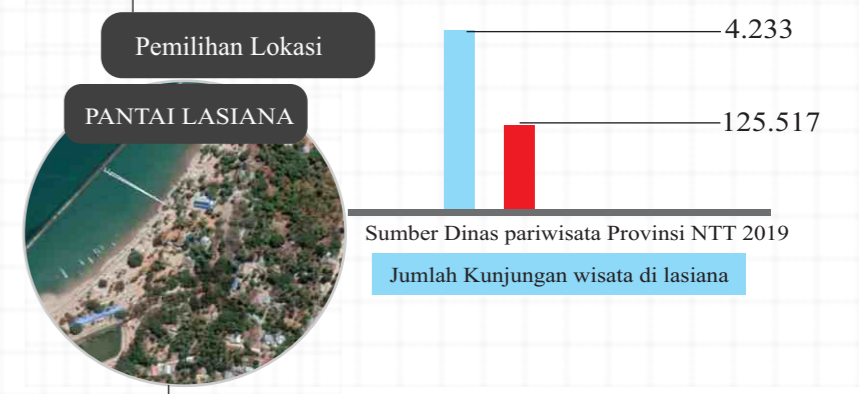 Pemilihan Lokasi
PANTAI LASIANA
4.233
125.517
Sumber Dinas pariwisata Provinsi NTT 2019
Jumlah Kunjungan wisata di lasiana